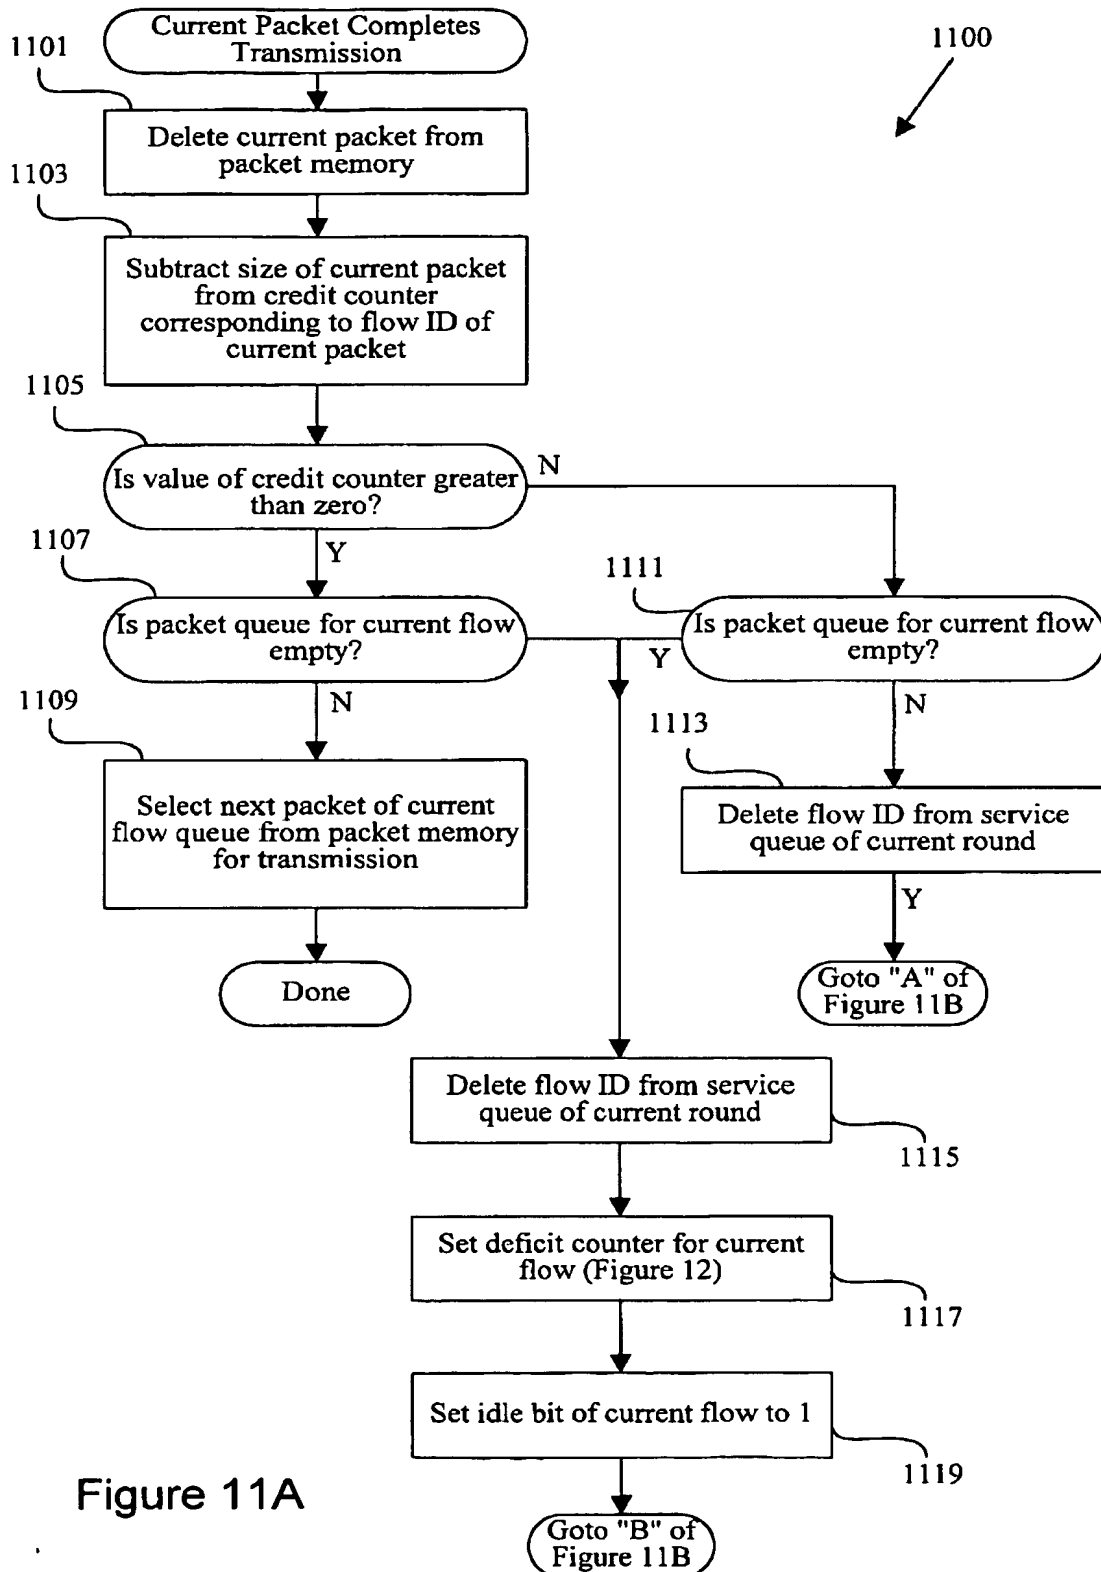 Current Packet Completes
Transmission
1101
1100
Delete current packet from
packet memory
1103
Subtract size of current packet
from credit counter
corresponding to flow ID of
current packet
1105
Is value of credit counter greater
than zero?
N
Y
1107
Is packet queue for current flow
empty?
1111
Is packet queue for current flow
empty?
Y
N
N
1109
Select next packet of current
flow queue from packet memory
for transmission
1113
Delete flow ID from service
queue of current round
Y
Done
Goto "A" of
Figure 11B
Delete flow ID from service
queue of current round
1115
Set deficit counter for current
flow (Figure 12)
1117
Set idle bit of current flow to 1
1119
Figure 11A
Goto "B" of
Figure 11B